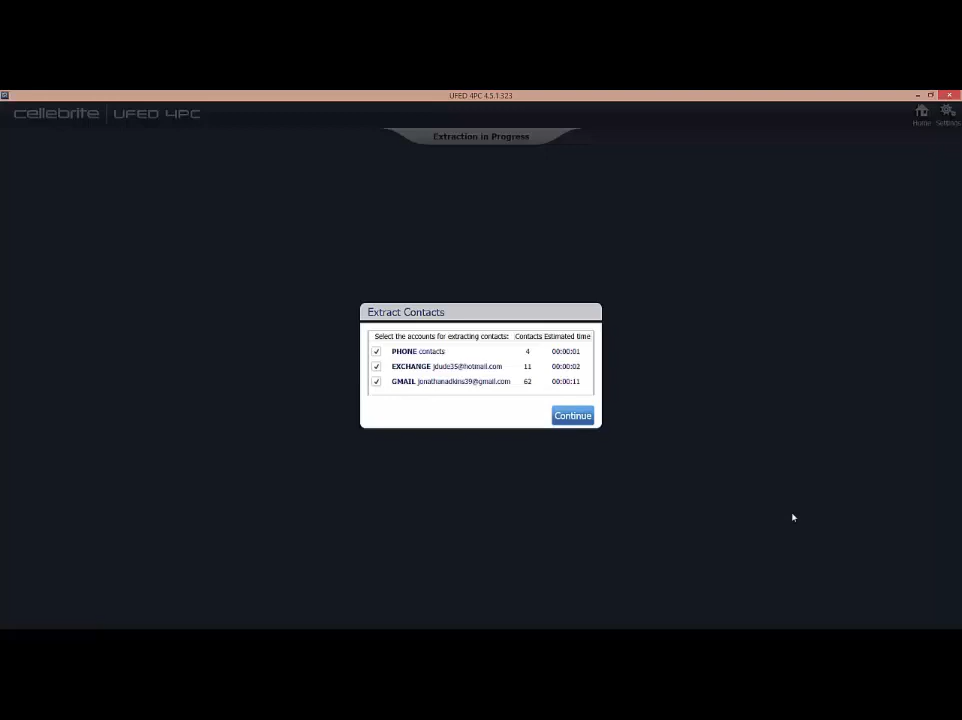 UFED 4PC 4.5.1.323
cellebrite UFED 4PC
Home Settings
Extraction in Progress
Extract Contacts
Select the accounts for extracting contacts: Contacts Estimated time
PHONE contacts 4 00:00:01
EXCHANGE jdude35@hotmail.com 11 00:00:02
GMAIL jonathanadkins39@gmail.com 62 00:00:11
Continue